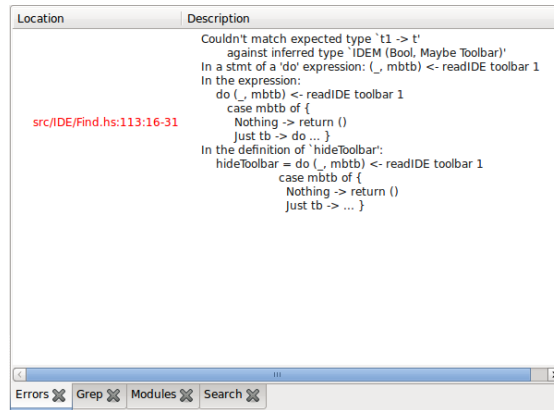 Location Description
Couldn't match expected type `t1 -> t'
against inferred type `IDEM (Bool, Maybe Toolbar)'
In a stmt of a 'do' expression: (_, mbtb) <- readIDE toolbar 1
In the expression:
do (_, mbtb) <- readIDE toolbar 1
case mbtb of {
Nothing -> return ()
src/IDE/Find.hs:113:16-31
Just tb -> do ... }
In the definition of `hideToolbar':
hideToolbar = do (_, mbtb) <- readIDE toolbar 1
case mbtb of {
Nothing -> return ()
Just tb -> ... }
Errors Grep Modules Search